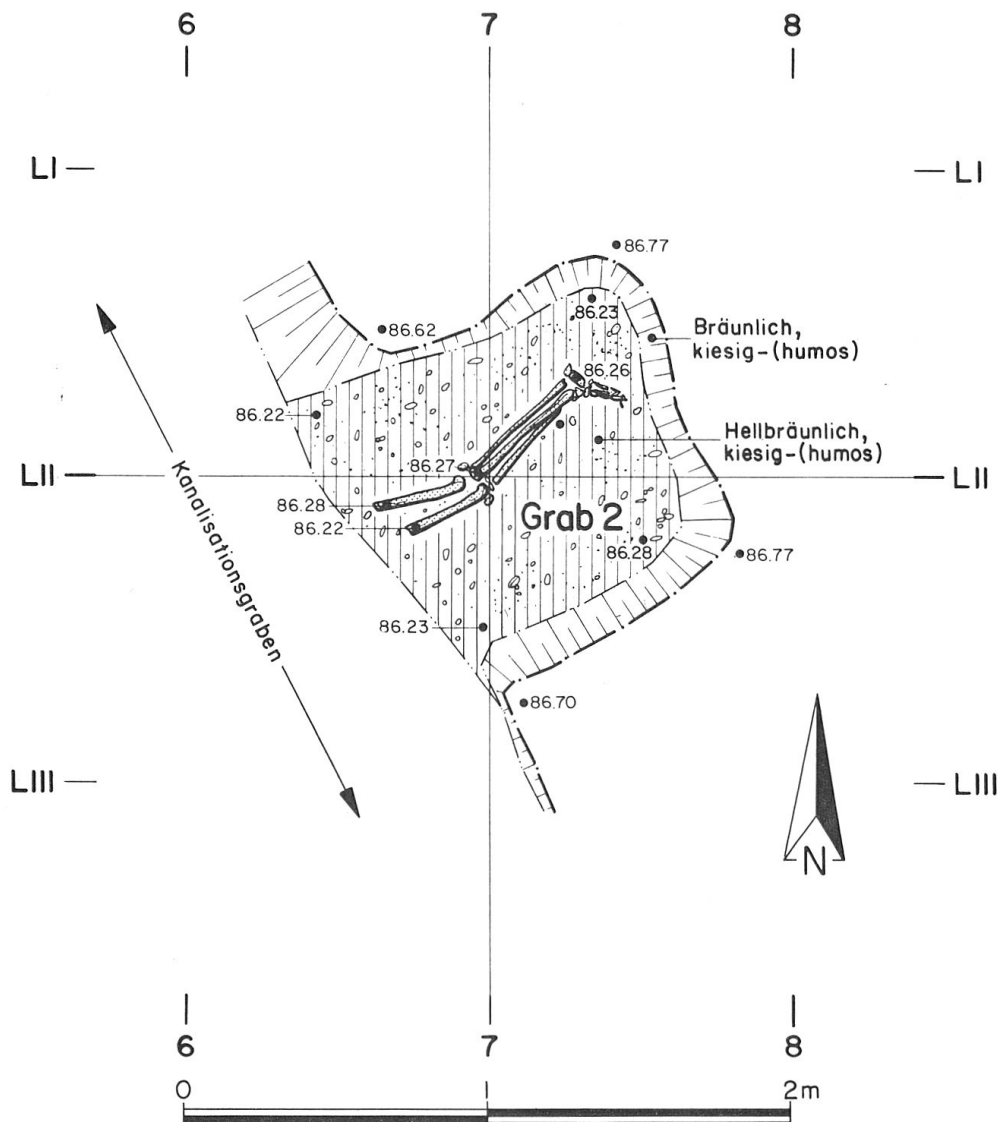 6 7 8
LI LI
86.77
86.23
86.62
Bräunlich,
kiesig-(humos)
86.26
86.22
Hellbräunlich,
kiesig-(humos)
86.27
LII LII
86.28
Grab 2
86.22
86.28
86.77
Kanalisationsgraben
86.23
86.70
LIII LIII
N
6 7 8
0 1 2m